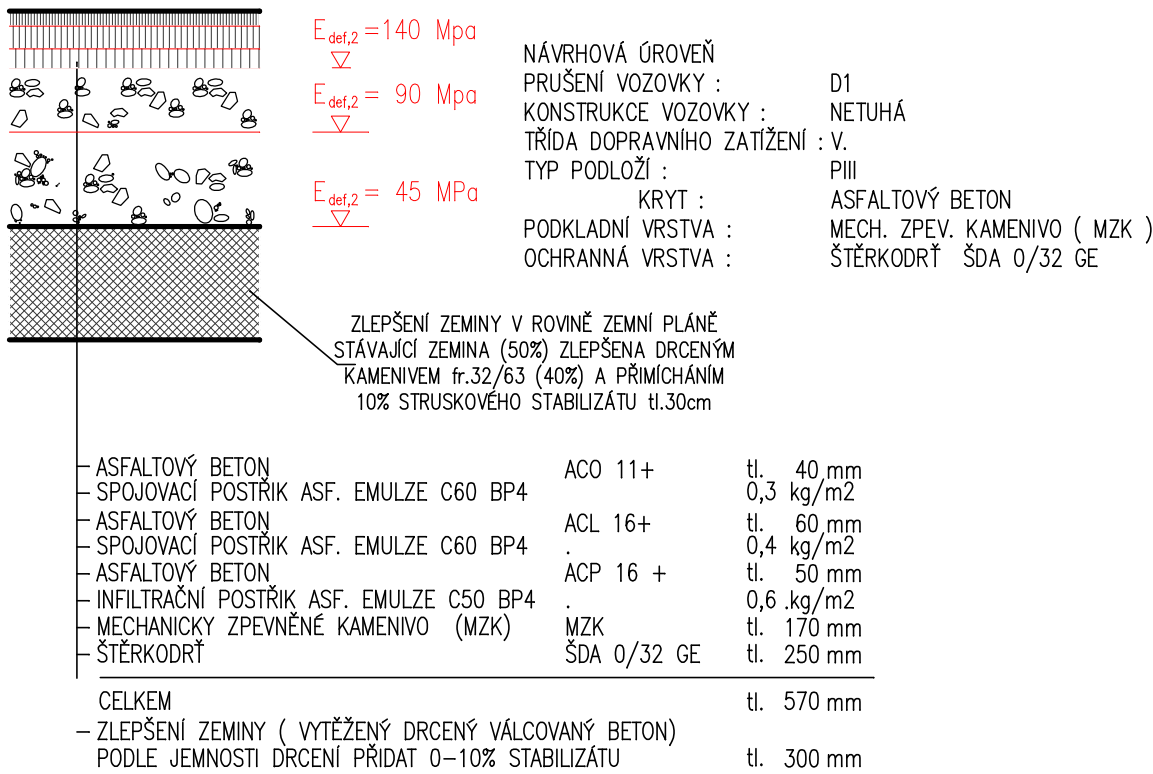 E def,2 = 140 Mpa
E def,2 = 90 Mpa
E def,2 = 45 MPa
NÁVRHOVÁ ÚROVEŇ
PRUŠENÍ VOZOVKY : D1
KONSTRUKCE VOZOVKY : NETUHÁ
TŘÍDA DOPRAVNÍHO ZATÍŽENÍ : V.
TYP PODLOŽÍ : PIII
KRYT : ASFALTOVÝ BETON
PODKLADNÍ VRSTVA : MECH. ZPEV. KAMENIVO ( MZK )
OCHRANNÁ VRSTVA : ŠTĚRKODRŤ ŠDA 0/32 GE
ZLEPŠENÍ ZEMINY V ROVINĚ ZEMNÍ PLÁNĚ
STÁVAJÍCÍ ZEMINA (50%) ZLEPŠENA DRCENÝM
KAMENIVEM fr.32/63 (40%) A PŘIMÍCHÁNÍM
10% STRUSKOVÉHO STABILIZÁTU tl.30cm
ASFALTOVÝ BETON ACO 11+ tl. 40 mm
SPOJOVACÍ POSTŘIK ASF. EMULZE C60 BP4 0,3 kg/m2
ASFALTOVÝ BETON ACL 16+ tl. 60 mm
SPOJOVACÍ POSTŘIK ASF. EMULZE C60 BP4 . 0,4 kg/m2
ASFALTOVÝ BETON ACP 16 + tl. 50 mm
INFILTRAČNÍ POSTŘIK ASF. EMULZE C50 BP4 . 0,6 .kg/m2
MECHANICKY ZPEVNĚNÉ KAMENIVO (MZK) MZK tl. 170 mm
ŠTĚRKODRŤ ŠDA 0/32 GE tl. 250 mm
CELKEM tl. 570 mm
– ZLEPŠENÍ ZEMINY ( VYTĚŽENÝ DRCENÝ VÁLCOVANÝ BETON)
PODLE JEMNOSTI DRCENÍ PŘIDAT 0–10% STABILIZÁTU tl. 300 mm